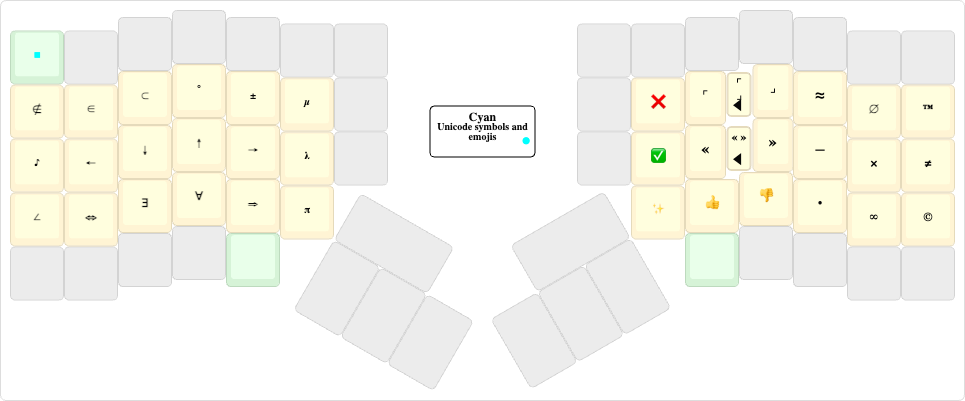 ⊂ ° ± μ
∉ ∈
♪ ← ↓ ↑ → λ
∠ ⇔ ∃ ∀ ⇒ π
Cyan
Unicode symbols and
emojis
❌ ⌜ ⌜⌟ ◀ ⌟ ≈ ∅ ™
✅ « « » ◀ » — × ≠
✨ 👍 👎 • ∞ ©